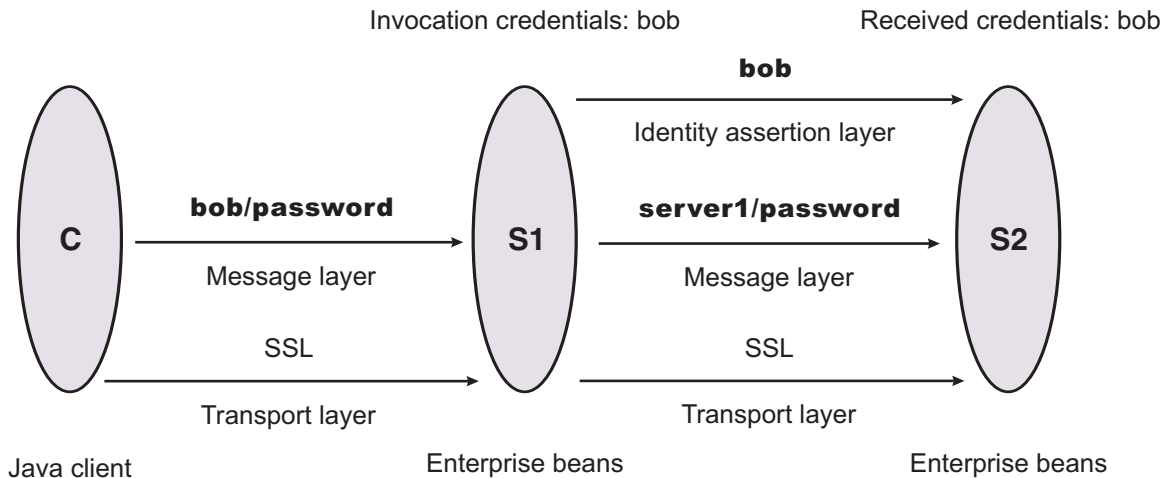 Invocation credentials: bob
Received credentials: bob
bob
Identity assertion layer
bob/password
server1/password
C
S1
S2
Message layer
Message layer
SSL
SSL
Transport layer
Transport layer
Java client
Enterprise beans
Enterprise beans